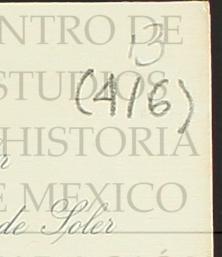 13
NTRO DE
STUDIOS
(416)
HISTORIA
r
E MEXICO
de Soler